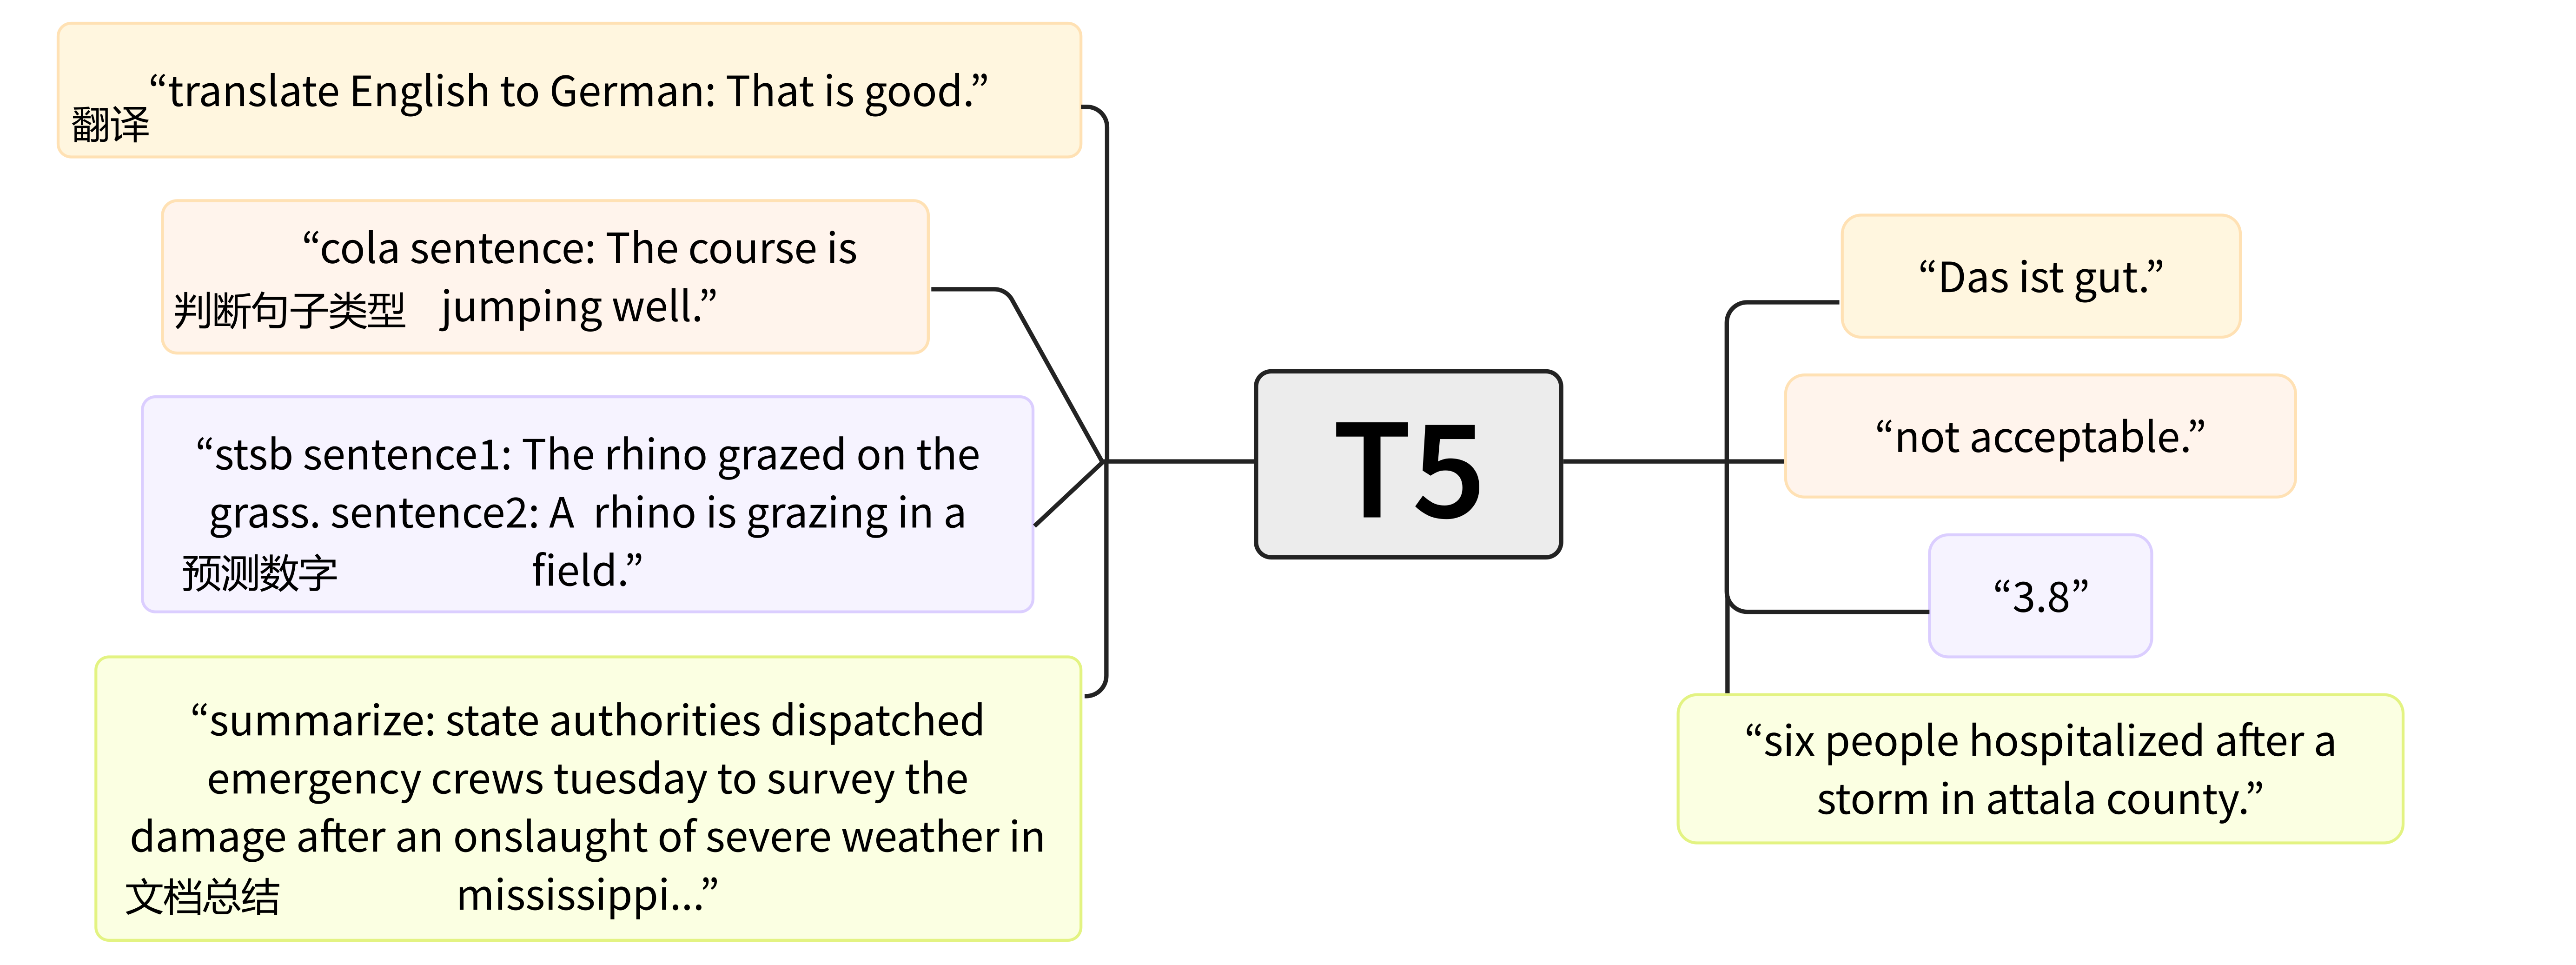 “translate English to German: That is good.”
翻译
“cola sentence: The course is
判断句子类型 jumping well.”
“stsb sentence1: The rhino grazed on the
grass. sentence2: A  rhino is grazing in a
预测数字 field.”
“summarize: state authorities dispatched
emergency crews tuesday to survey the
damage after an onslaught of severe weather in
文档总结 mississippi...”
T5
“Das ist gut.”
“not acceptable.”
“3.8”
“six people hospitalized after a
storm in attala county.”